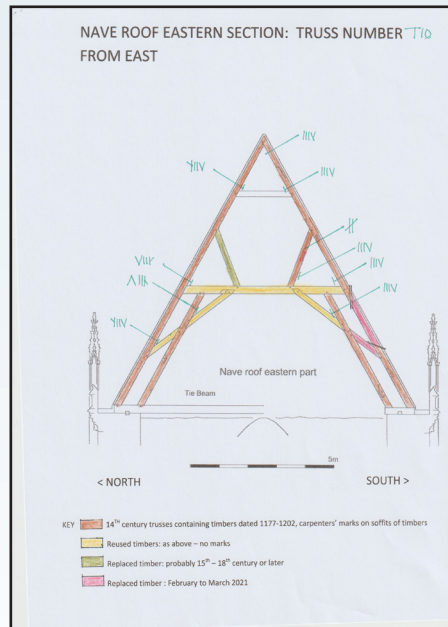 NAVE ROOF EASTERN SECTION: TRUSS NUMBER T10
FROM EAST
IIIV
IIIV
Nave roof eastern part
Tie Beam
5m
< NORTH
SOUTH >
KEY
14TH century trusses containing timbers dated 1177-1202, carpenters' marks on soffits of timbers
Reused timbers: as above – no marks
Replaced timber: probably 15th – 18th century or later
Replaced timber : February to March 2021